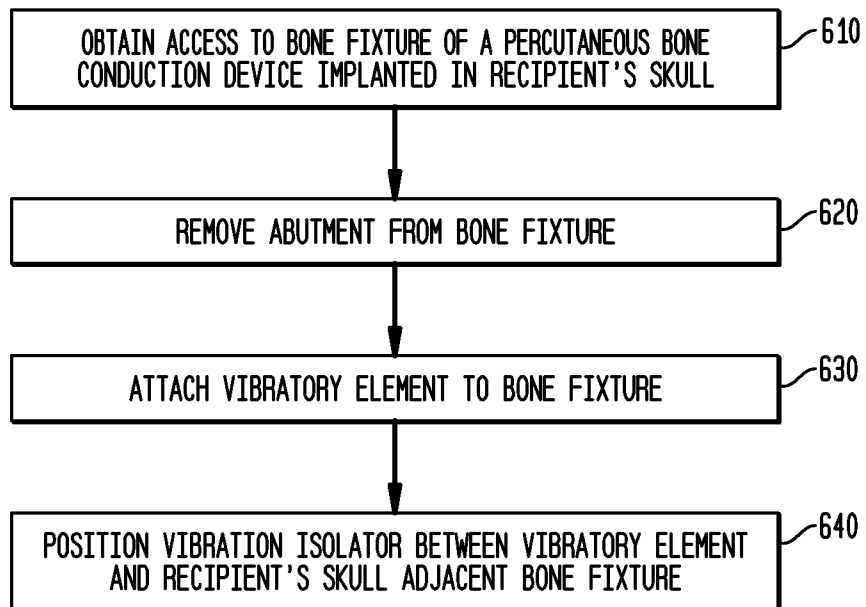 OBTAIN ACCESS TO BONE FIXTURE OF A PERCUTANEOUS BONE
CONDUCTION DEVICE IMPLANTED IN RECIPIENT'S SKULL
610
REMOVE ABUTMENT FROM BONE FIXTURE
620
ATTACH VIBRATORY ELEMENT TO BONE FIXTURE
630
POSITION VIBRATION ISOLATOR BETWEEN VIBRATORY ELEMENT
AND RECIPIENT'S SKULL ADJACENT BONE FIXTURE
640